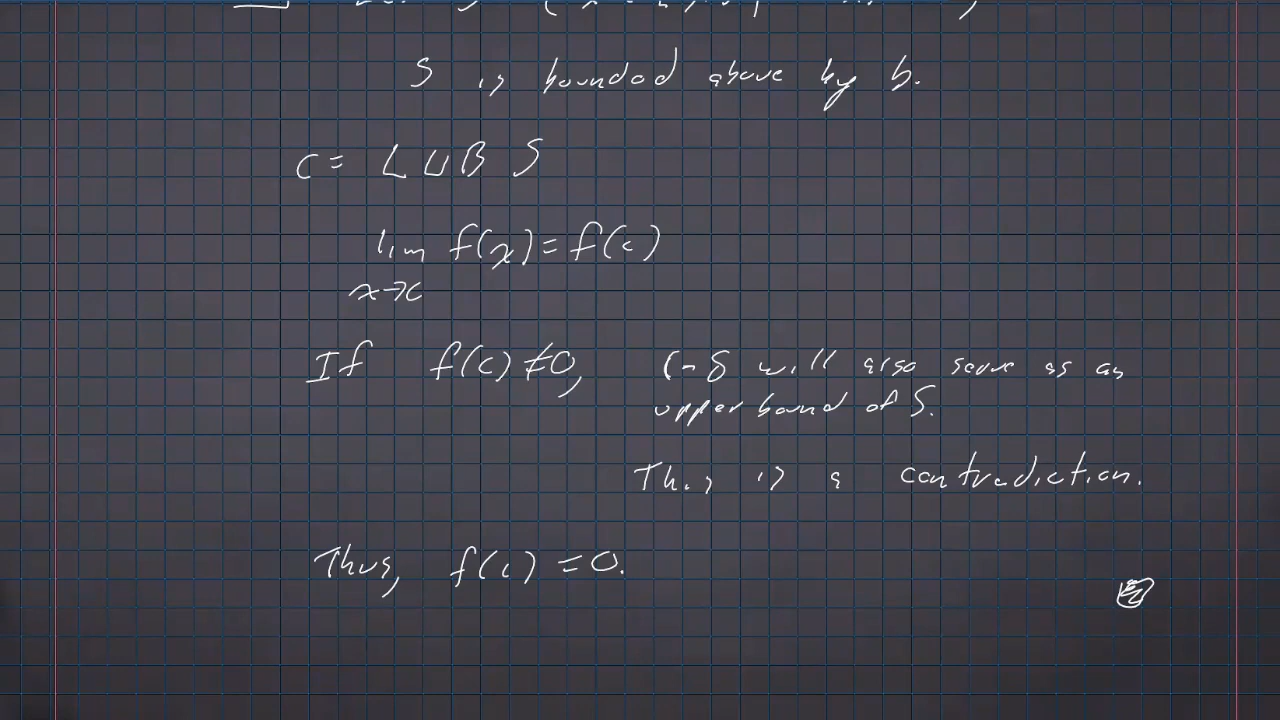 S is bounded above by b.
c = LUB S
lim f(x) = f(c)
x→c
If f(c) ≠ 0, c-δ will also serve as an
upper bound of S.
This is a contradiction.
Thus, f(c) = 0.